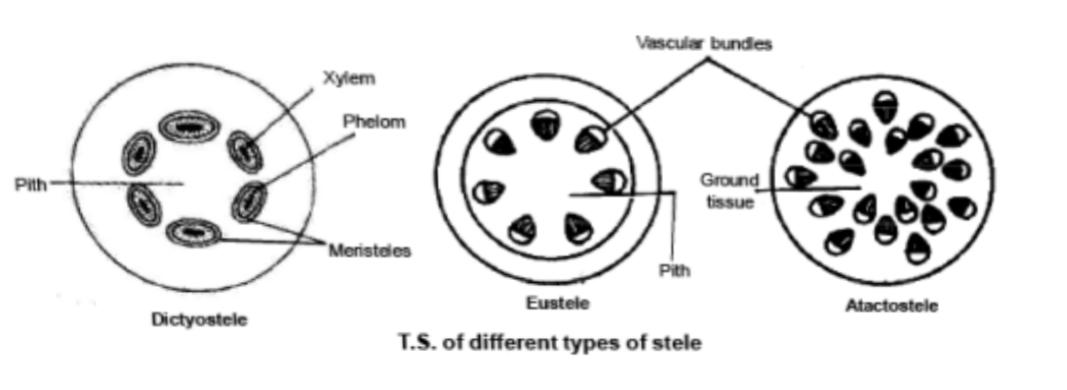 Vascular bundles
Xylem
Phelom
Pith
Meristeles
Dictyostele
Pith
Eustele
Ground
tissue
Atactostele
T.S. of different types of stele